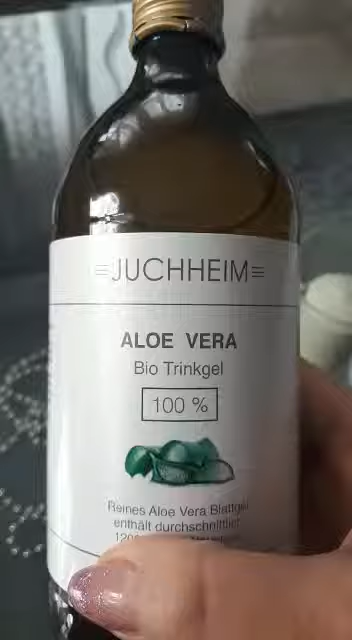 JUCHHEIM
ALOE VERA
Bio Trinkgel
100 %
Reines Aloe Vera Blattgel
enthält durchschnittlich